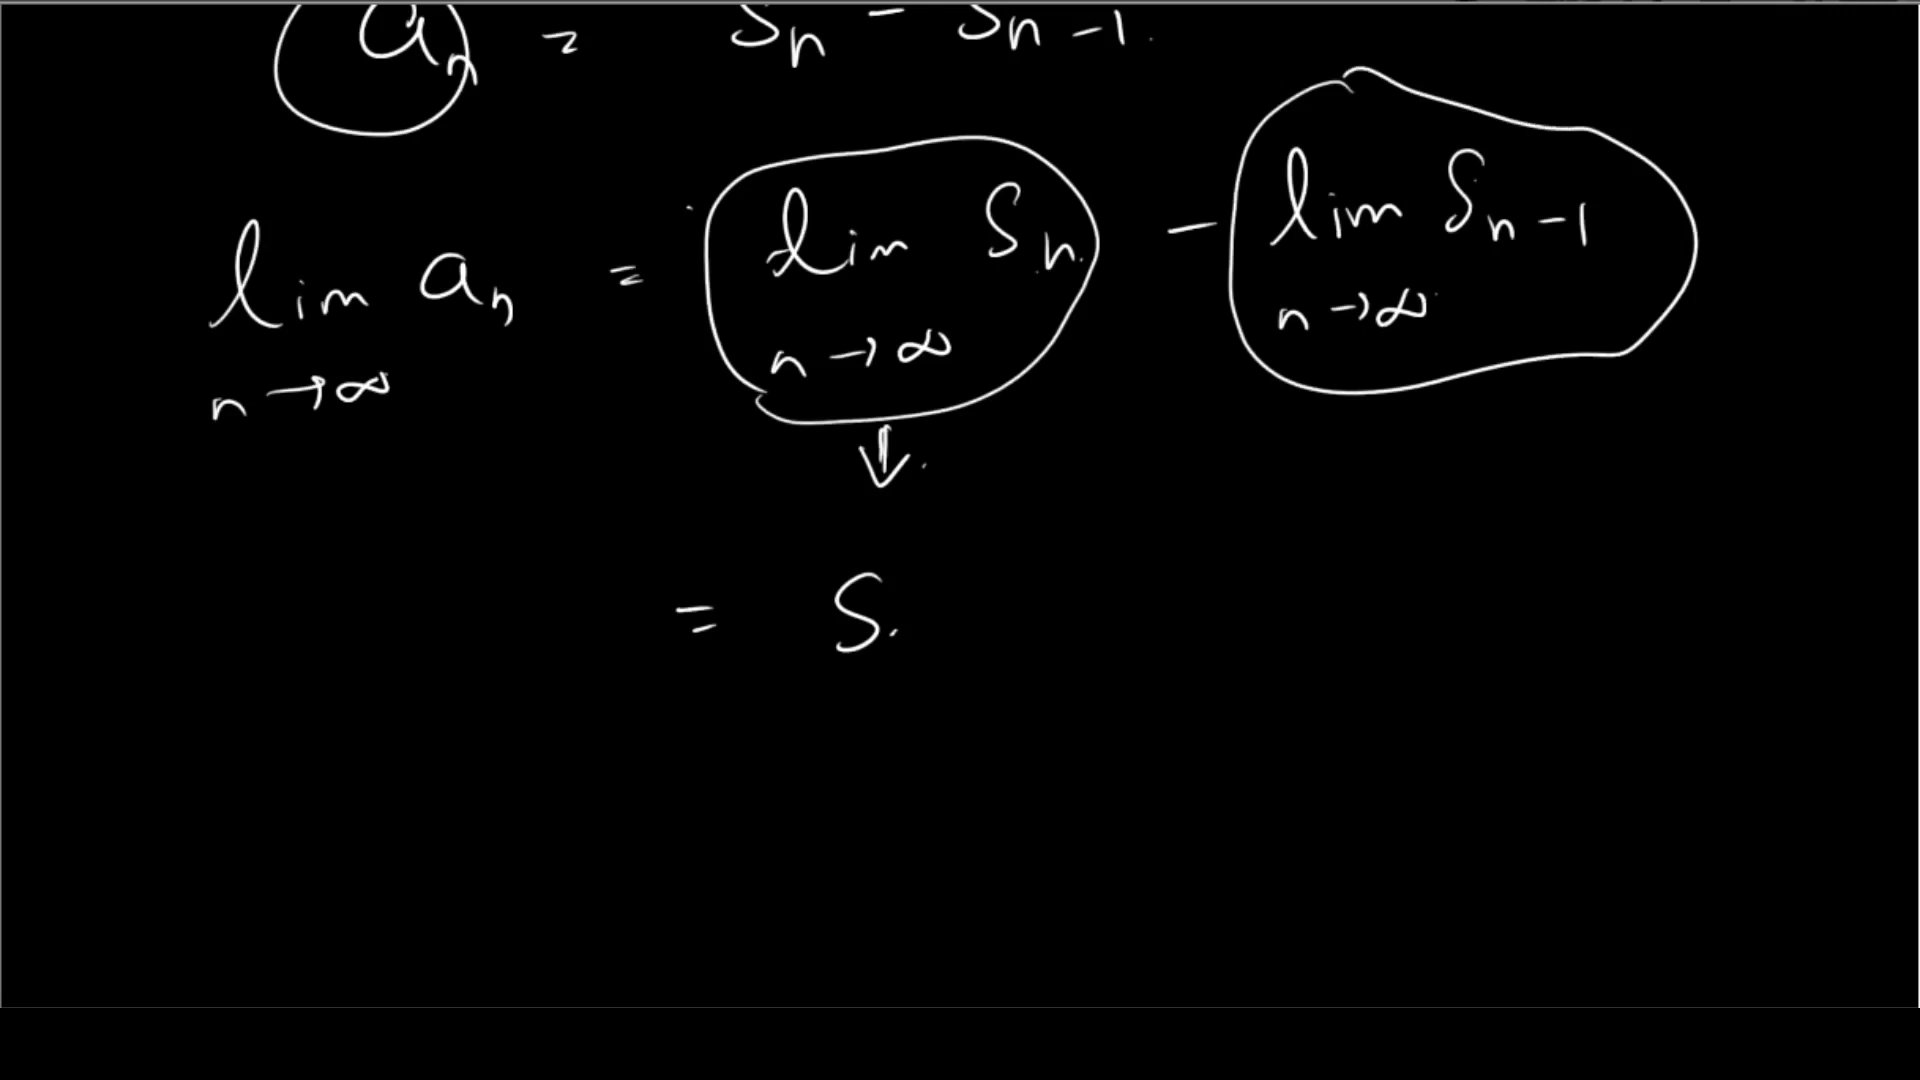 aₙ = Sₙ - Sₙ-1.
lim aₙ = lim Sₙ - lim Sₙ-1
n→∞ n→∞ n→∞
= S.